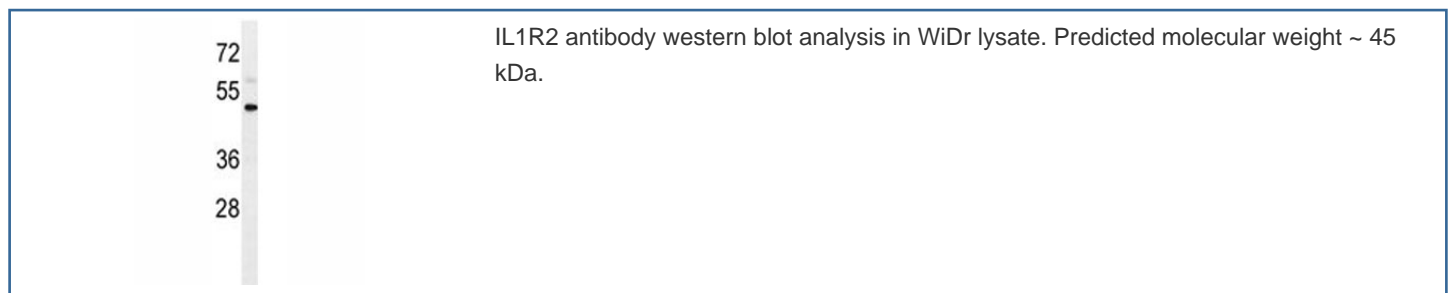 72
55
36
28
IL1R2 antibody western blot analysis in WiDr lysate. Predicted molecular weight ~ 45
kDa.